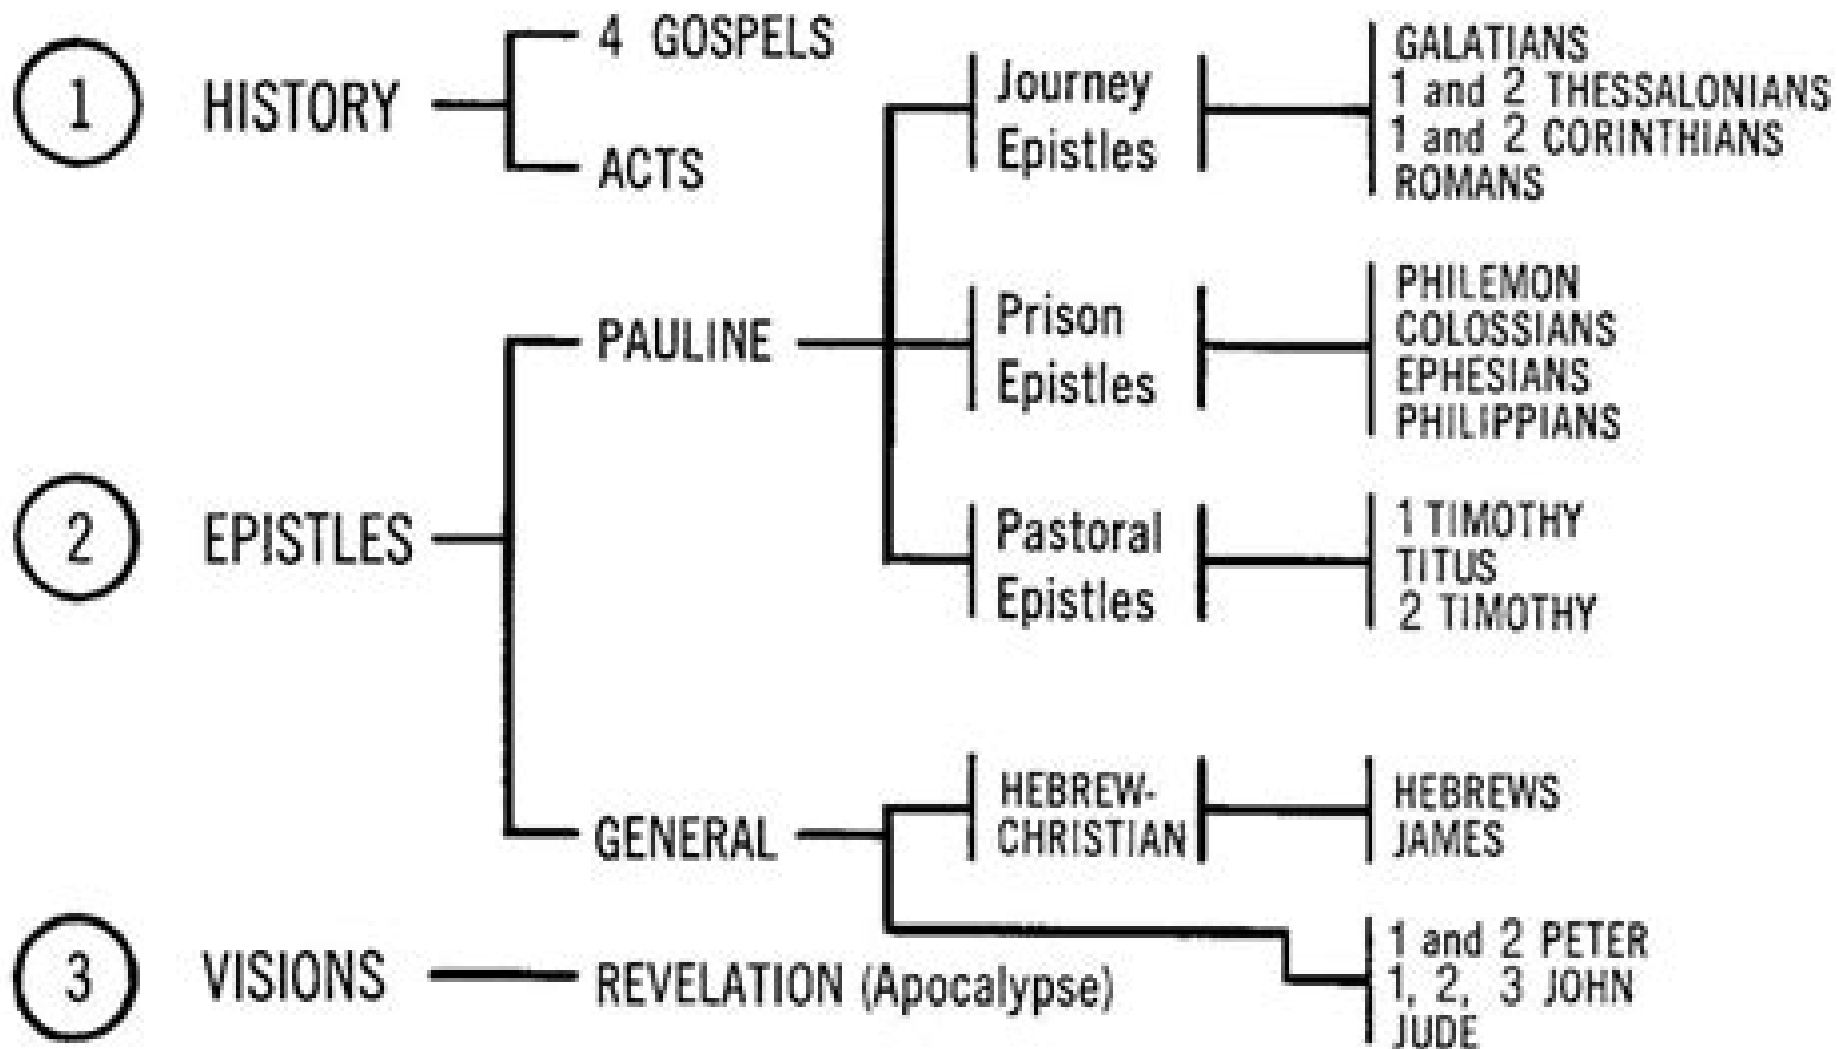 1
HISTORY
4 GOSPELS
ACTS
2
EPISTLES
PAULINE
Journey
Epistles
GALATIANS
1 and 2 THESSALONIANS
1 and 2 CORINTHIANS
ROMANS
Prison
Epistles
PHILEMON
COLOSSIANS
EPHESIANS
PHILIPPIANS
Pastoral
Epistles
1 TIMOTHY
TITUS
2 TIMOTHY
GENERAL
HEBREW-
CHRISTIAN
HEBREWS
JAMES
1 and 2 PETER
1, 2, 3 JOHN
JUDE
3
VISIONS
REVELATION (Apocalypse)